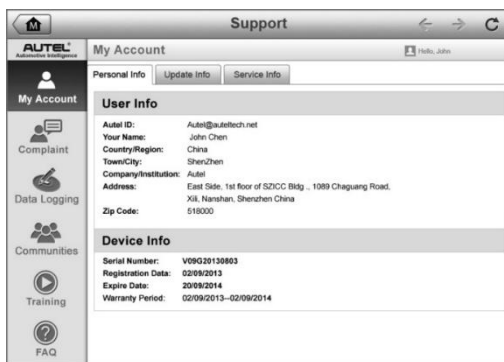 M
Support
AUTEL
Automotive Intelligence
My Account
Hello, John
Personal Info
Update Info
Service Info
My Account
Complaint
Data Logging
Communities
Training
FAQ
User Info
Autel ID: Autel@auteltech.net
Your Name: John Chen
Country/Region: China
Town/City: ShenZhen
Company/Institution: Autel
Address: East Side, 1st floor of SZICC Bldg ., 1089 Chaguang Road,
Xili, Nanshan, Shenzhen China
Zip Code: 518000
Device Info
Serial Number: V09G20130803
Registration Data: 02/09/2013
Expire Date: 20/09/2014
Warranty Period: 02/09/2013--02/09/2014